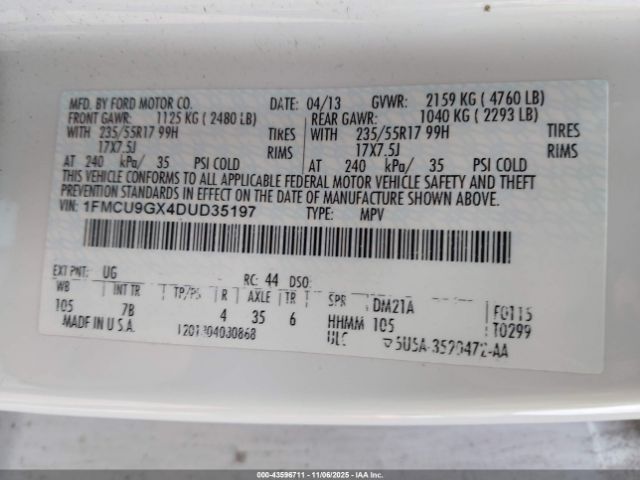 MFD. BY FORD MOTOR CO.
DATE: 04/13 GVWR: 2159 KG ( 4760 LB)
FRONT GAWR: 1125 KG ( 2480 LB) REAR GAWR: 1040 KG ( 2293 LB)
WITH 235/55R17 99H TIRES WITH 235/55R17 99H TIRES
17X7.5J RIMS 17X7.5J RIMS
AT 240 kPa/ 35 PSI COLD AT 240 kPa/ 35 PSI COLD
THIS VEHICLE CONFORMS TO ALL APPLICABLE FEDERAL MOTOR VEHICLE SAFETY AND THEFT
PREVENTION STANDARDS IN EFFECT ON THE DATE OF MANUFACTURE SHOWN ABOVE.
VIN: 1FMCU9GX4DUD35197 TYPE: MPV
EXT PNT: UG RC: 44 DSO:
WB INT TR TP/PS R AXLE TR SPR DM21A F0115
105 7B 4 35 6 HHMM 105 T0299
MADE IN U.S.A. ULC
000-43596711 - 11/06/2025 - IAA Inc.